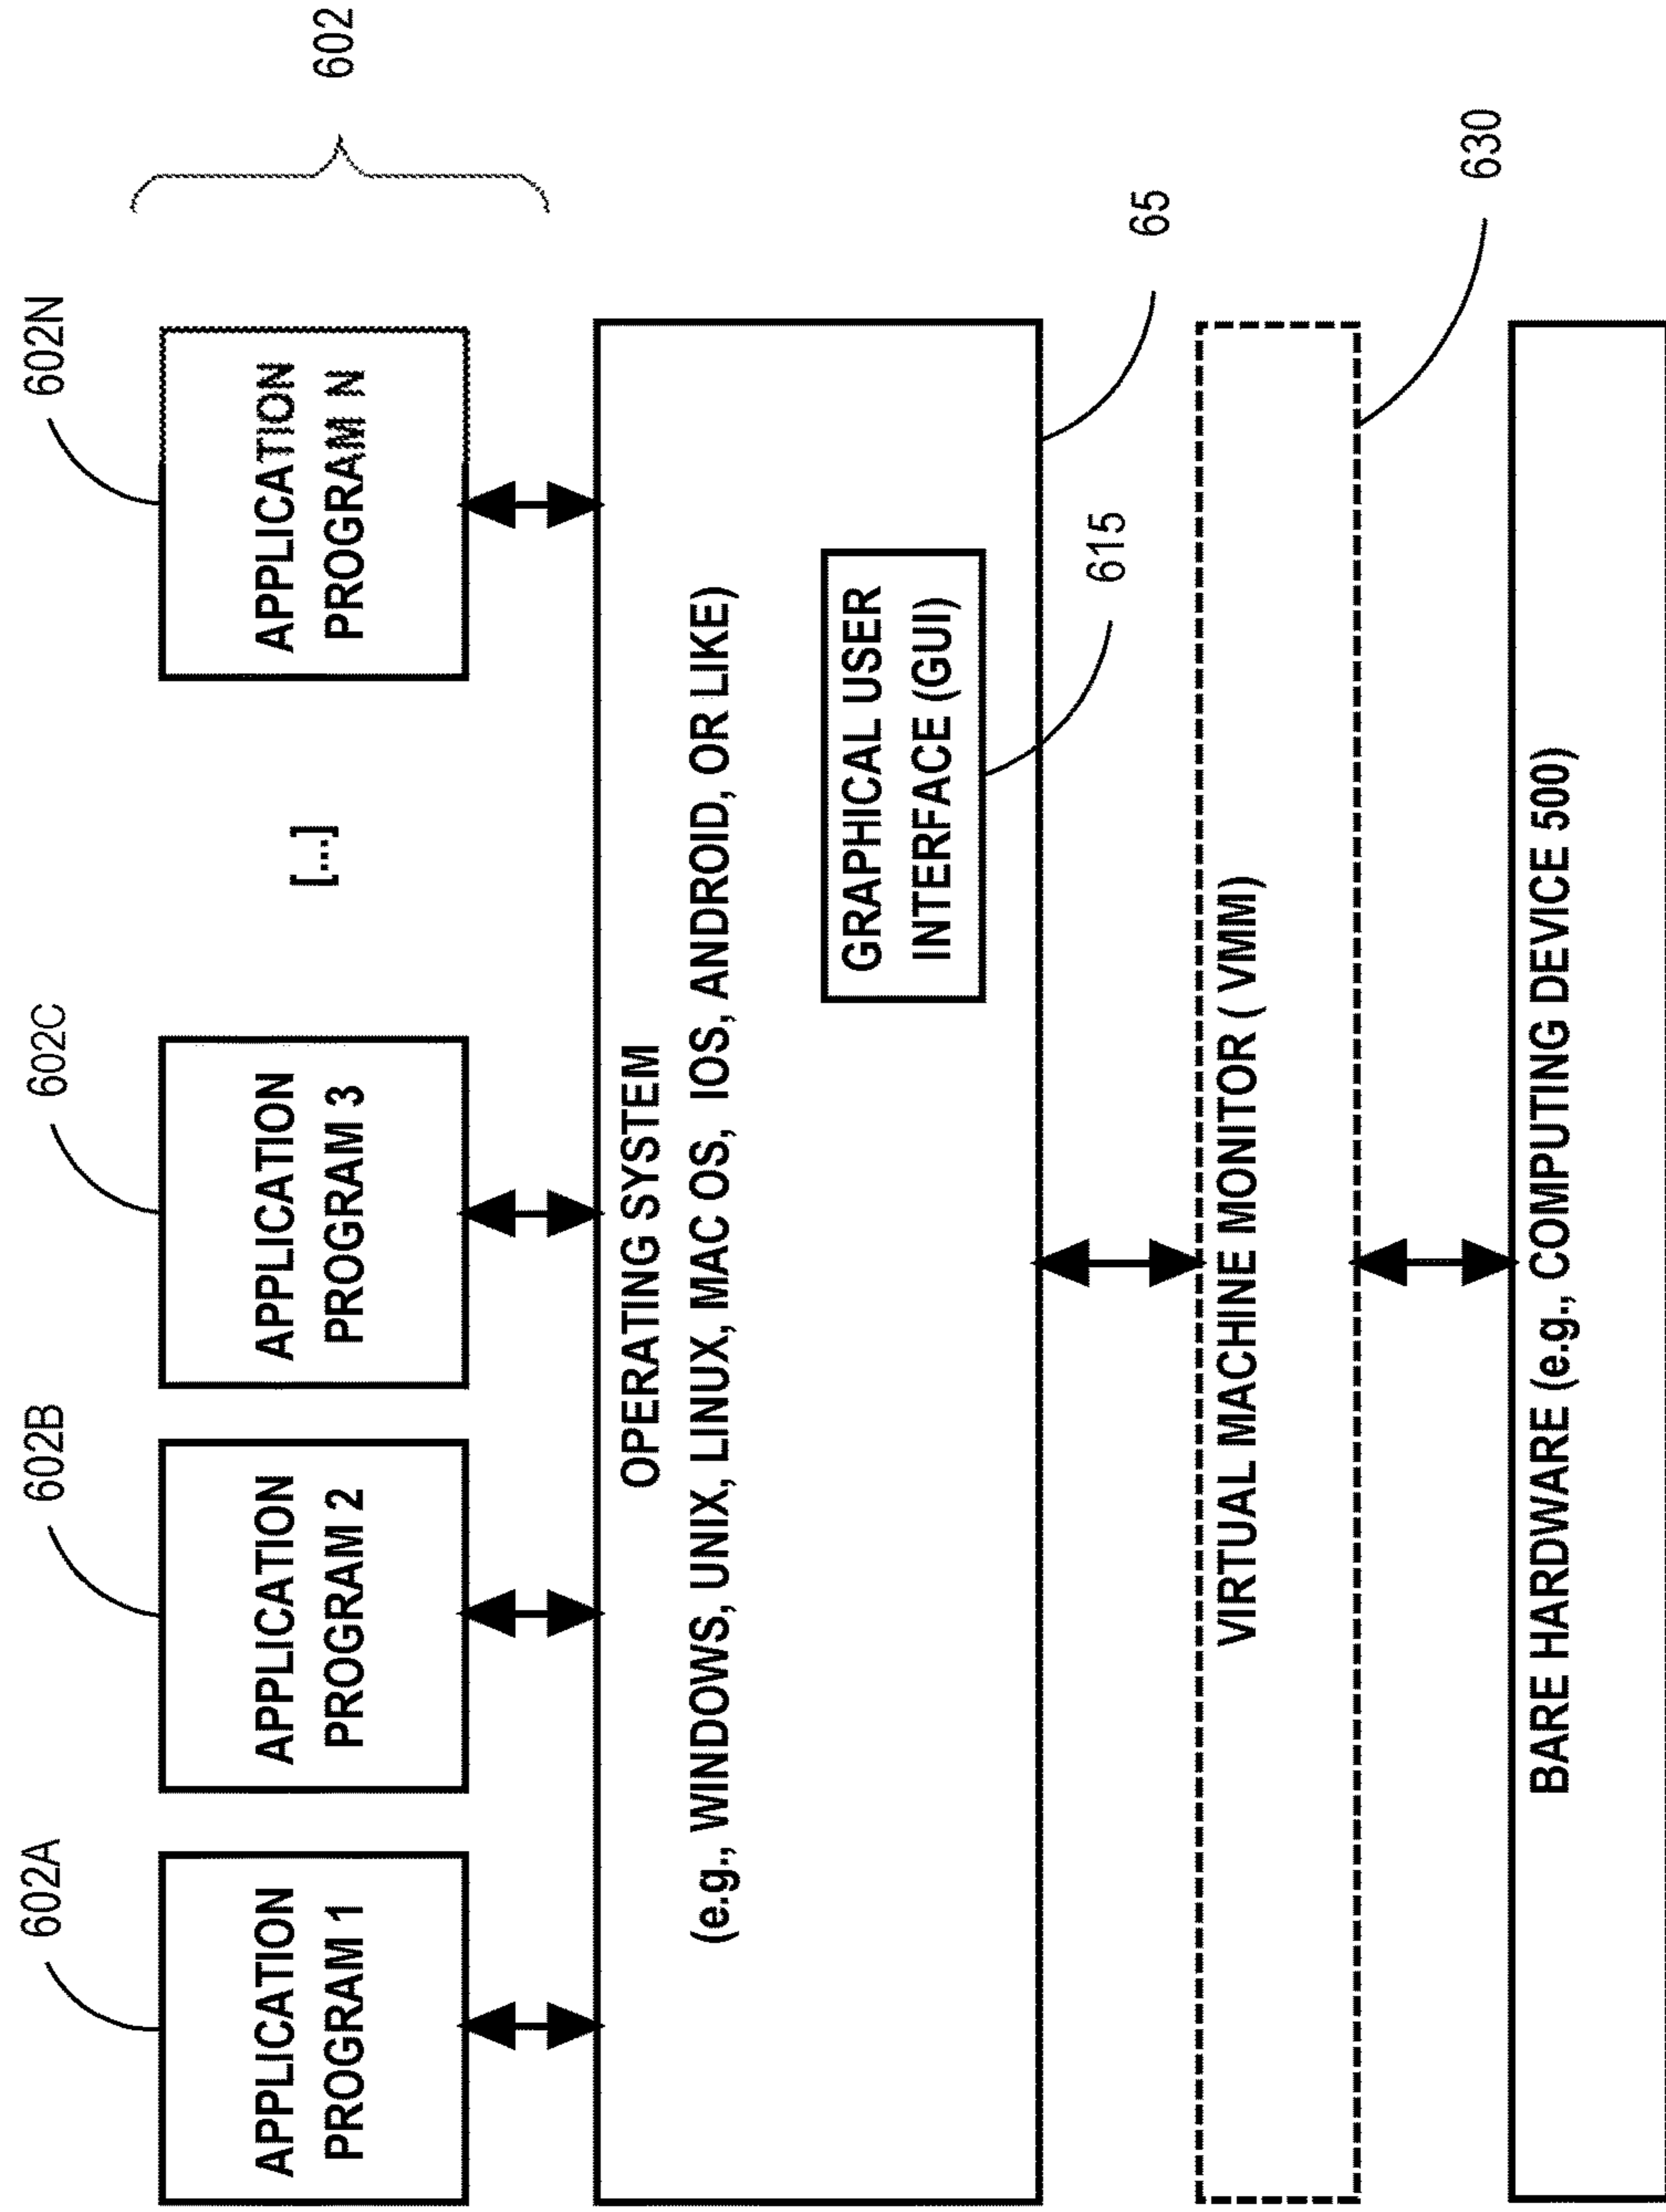 602A
602B
602C
602N
602
APPLICATION
PROGRAM 1
APPLICATION
PROGRAM 2
APPLICATION
PROGRAM 3
[...]
APPLICATION
PROGRAM N
OPERATING SYSTEM
(e.g., WINDOWS, UNIX, LINUX, MAC OS, IOS, ANDROID, OR LIKE)
GRAPHICAL USER
INTERFACE (GUI)
615
65
VIRTUAL MACHINE MONITOR ( VMM)
630
BARE HARDWARE (e.g., COMPUTING DEVICE 500)